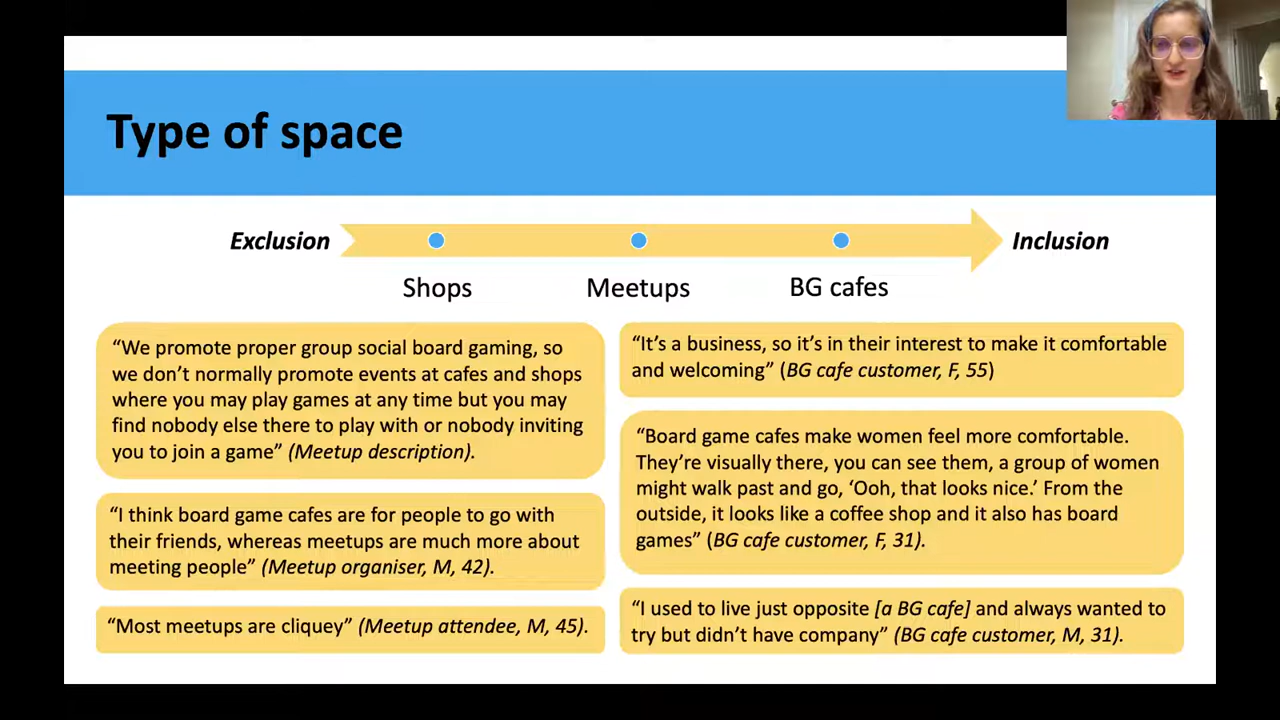 Type of space
Exclusion
Inclusion
Shops
Meetups
BG cafes
“We promote proper group social board gaming, so
we don’t normally promote events at cafes and shops
where you may play games at any time but you may
find nobody else there to play with or nobody inviting
you to join a game” (Meetup description).
“I think board game cafes are for people to go with
their friends, whereas meetups are much more about
meeting people” (Meetup organiser, M, 42).
“Most meetups are cliquey” (Meetup attendee, M, 45).
“It’s a business, so it’s in their interest to make it comfortable
and welcoming” (BG cafe customer, F, 55)
“Board game cafes make women feel more comfortable.
They’re visually there, you can see them, a group of women
might walk past and go, ‘Ooh, that looks nice.’ From the
outside, it looks like a coffee shop and it also has board
games” (BG cafe customer, F, 31).
“I used to live just opposite [a BG cafe] and always wanted to
try but didn’t have company” (BG cafe customer, M, 31).